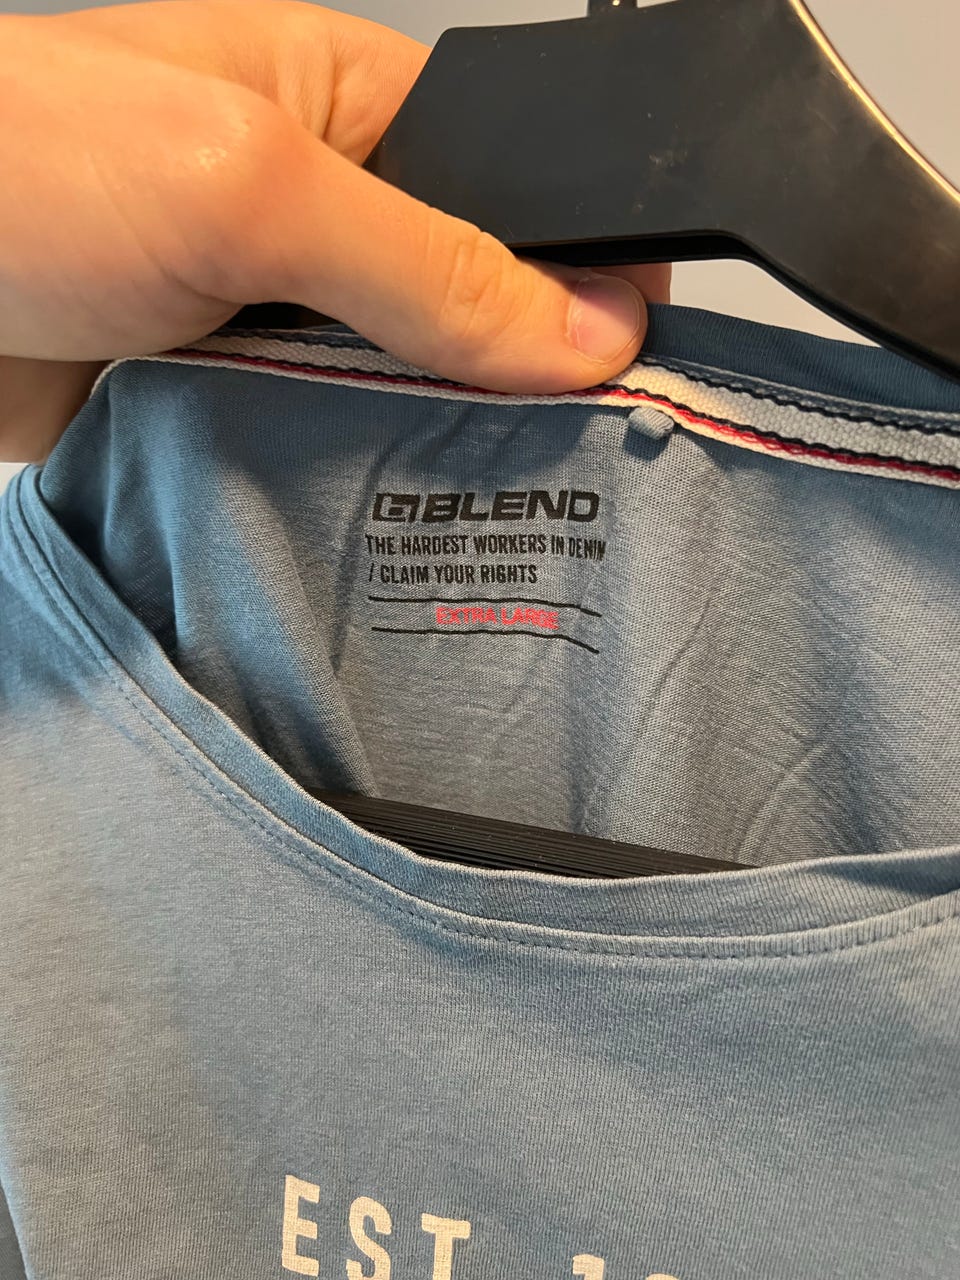 BLEND
THE HARDEST WORKERS IN DENIM
/ CLAIM YOUR RIGHTS
EXTRA LARGE
EST